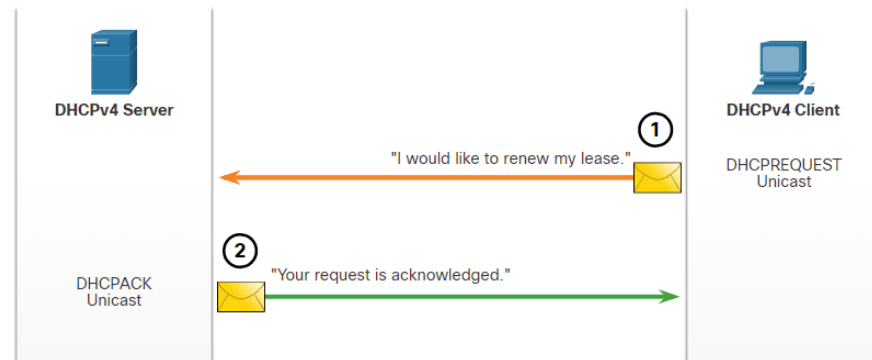 DHCPv4 Server
DHCPv4 Client
1
"I would like to renew my lease."
DHCPREQUEST
Unicast
2
"Your request is acknowledged."
DHCPACK
Unicast